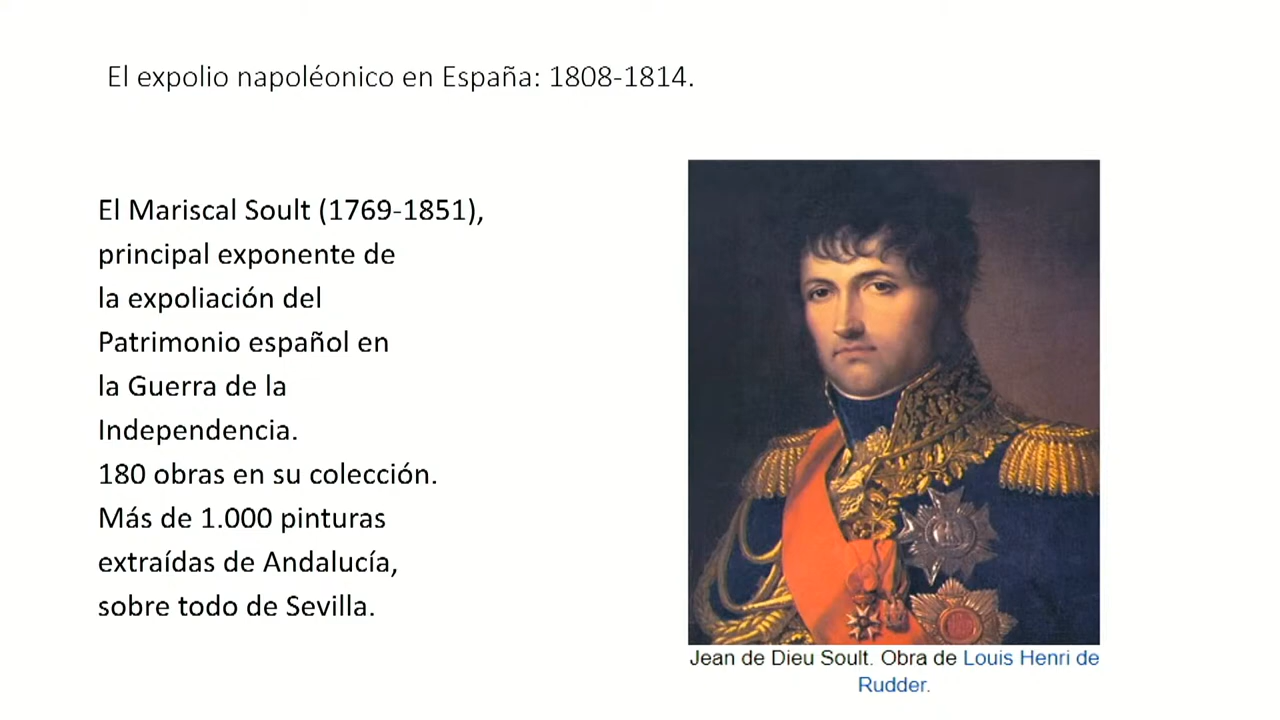 El expolio napoléonico en España: 1808-1814.
El Mariscal Soult (1769-1851),
principal exponente de
la expoliación del
Patrimonio español en
la Guerra de la
Independencia.
180 obras en su colección.
Más de 1.000 pinturas
extraídas de Andalucía,
sobre todo de Sevilla.
Jean de Dieu Soult. Obra de Louis Henri de
Rudder.